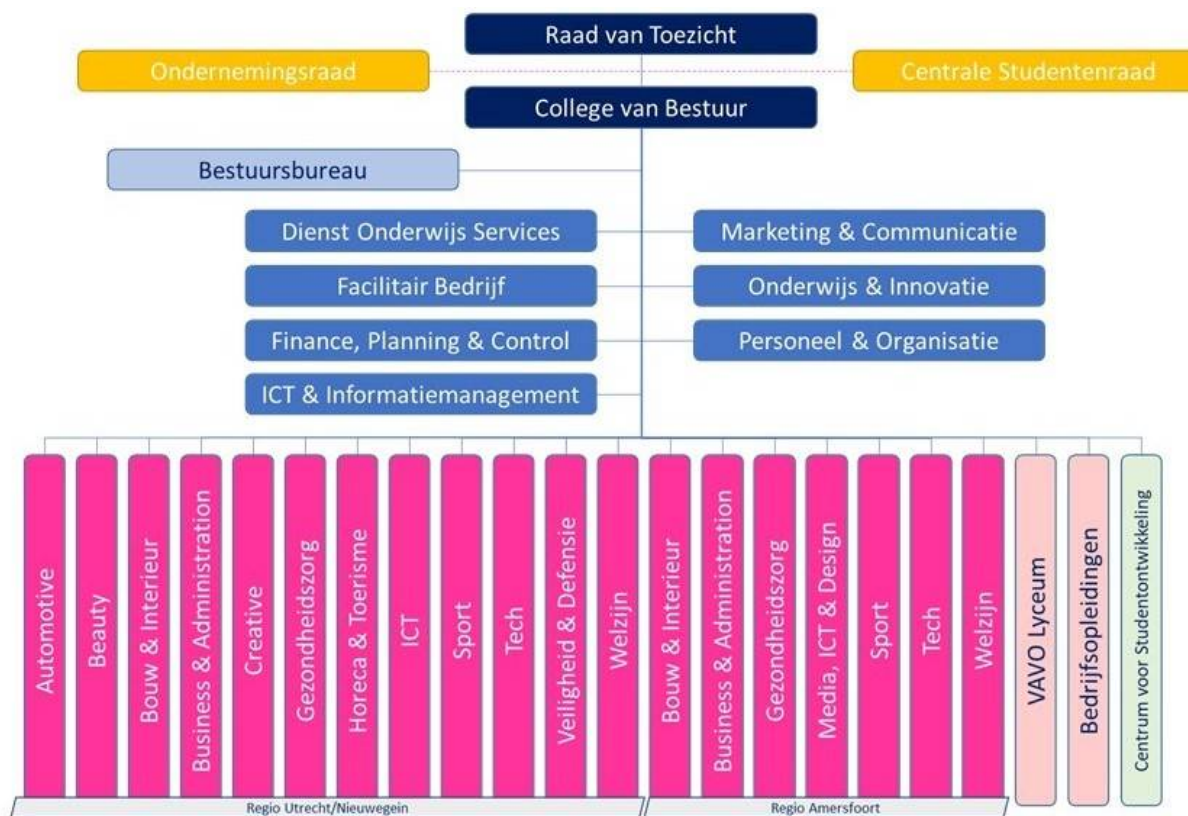 Raad van Toezicht
Ondernemingsraad
Centrale Studentenraad
College van Bestuur
Bestuursbureau
Dienst Onderwijs Services
Marketing & Communicatie
Facilitair Bedrijf
Onderwijs & Innovatie
Finance, Planning & Control
Personeel & Organisatie
ICT & Informatiemanagement
Automotive
Beauty
Bouw & Interieur
Business & Administration
Creative
Gezondheidszorg
Horeca & Toerisme
ICT
Sport
Tech
Veiligheid & Defensie
Welzijn
Bouw & Interieur
Business & Administration
Gezondheidszorg
Media, ICT & Design
Sport
Tech
Welzijn
VAVO Lyceum
Bedrijfsopleidingen
Centrum voor Studentontwikkeling
Regio Utrecht/Nieuwegein
Regio Amersfoort